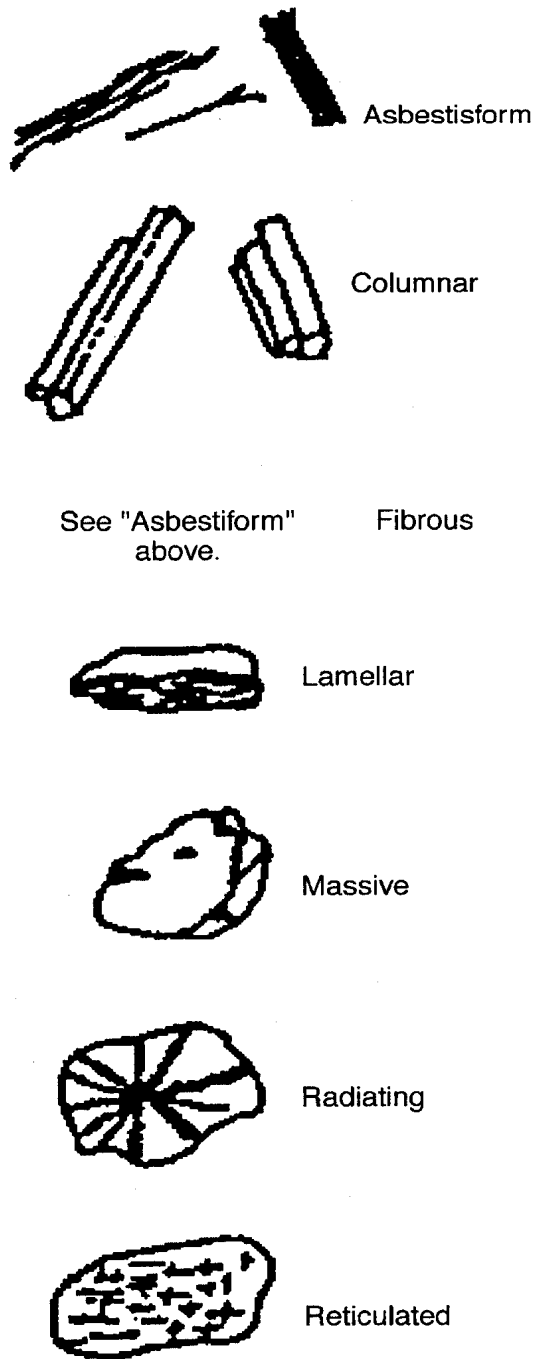 Asbestisform
Columnar
See "Asbestiform" Fibrous
above.
Lamellar
Massive
Radiating
Reticulated